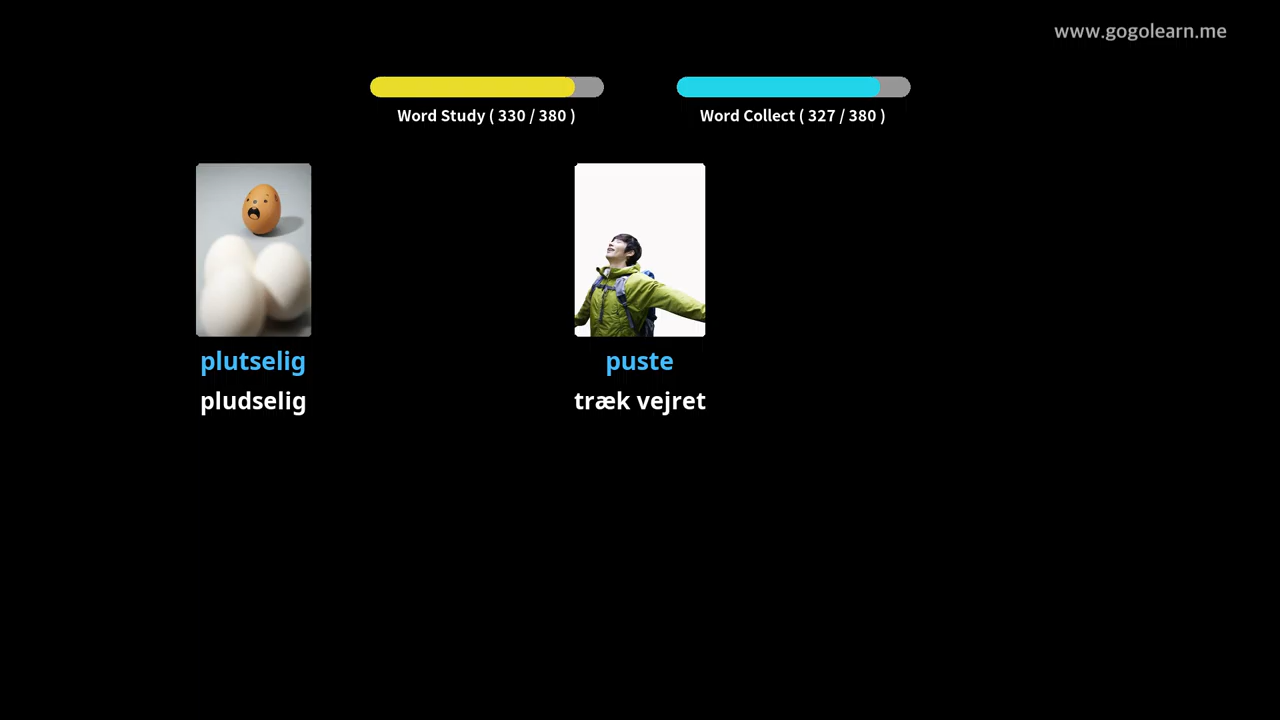 www.gogolearn.me
Word Study ( 330 / 380 )
Word Collect ( 327 / 380 )
plutselig
puste
pludselig
træk vejret